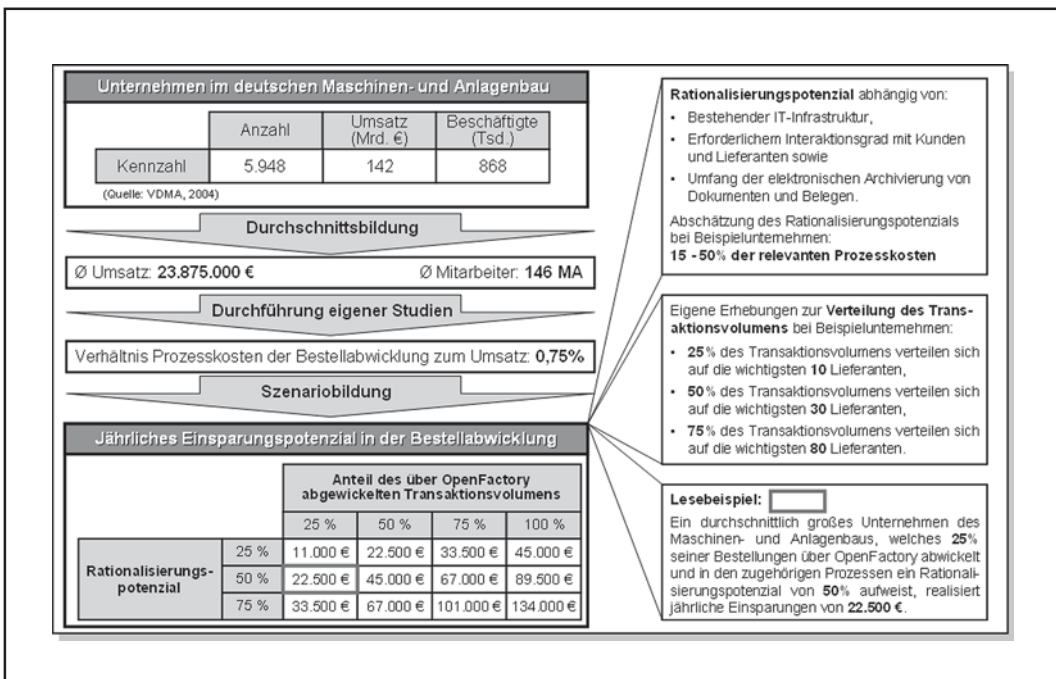 Unternehmen im deutschen Maschinen- und Anlagenbau
Anzahl
Umsatz
(Mrd. €)
Beschäftigte
(Tsd.)
Kennzahl
5.948
142
868
(Quelle: VDMA, 2004)
Durchschnittsbildung
Ø Umsatz: 23.875.000 €
Ø Mitarbeiter: 146 MA
Durchführung eigener Studien
Verhältnis Prozesskosten der Bestellabwicklung zum Umsatz: 0,75%
Szenariobildung
Jährliches Einsparungspotenzial in der Bestellabwicklung
Anteil des über OpenFactory
abgewickelten Transaktionsvolumens
25 %
50 %
75 %
100 %
Rationalisierungs-
potenzial
25 %
11.000 €
22.500 €
33.500 €
45.000 €
50 %
22.500 €
45.000 €
67.000 €
89.500 €
75 %
33.500 €
67.000 €
101.000 €
134.000 €
Rationalisierungspotenzial abhängig von:
• Bestehender IT-Infrastruktur,
• Erforderlichem Interaktionsgrad mit Kunden
und Lieferanten sowie
• Umfang der elektronischen Archivierung von
Dokumenten und Belegen.
Abschätzung des Rationalisierungspotenzials
bei Beispielunternehmen:
15 - 50% der relevanten Prozesskosten
Eigene Erhebungen zur Verteilung des Trans-
aktionsvolumens bei Beispielunternehmen:
• 25% des Transaktionsvolumens verteilen sich
auf die wichtigsten 10 Lieferanten,
• 50% des Transaktionsvolumens verteilen sich
auf die wichtigsten 30 Lieferanten,
• 75% des Transaktionsvolumens verteilen sich
auf die wichtigsten 80 Lieferanten.
Lesebeispiel:
Ein durchschnittlich großes Unternehmen des
Maschinen- und Anlagenbaus, welches 25%
seiner Bestellungen über OpenFactory abwickelt
und in den zugehörigen Prozessen ein Rationali-
sierungspotenzial von 50% aufweist, realisiert
jährliche Einsparungen von 22.500 €.